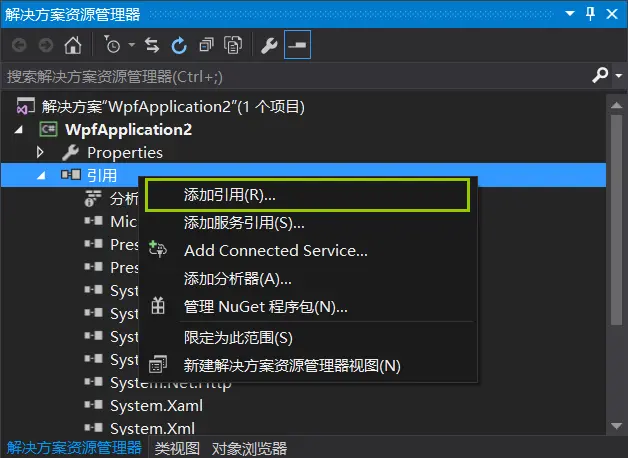 解决方案资源管理器
搜索解决方案资源管理器(Ctrl+;)
解决方案"WpfApplication2"(1 个项目)
C# WpfApplication2
Properties
引用
添加引用(R)...
分析
添加服务引用(S)...
Mic
Add Connected Service...
Pres
添加分析器(A)...
Pres
管理 NuGet 程序包(N)...
Syst
Syst
限定为此范围(S)
Syst
新建解决方案资源管理器视图(N)
Syst
System.Net.Http
System.Xaml
System.Xml
解决方案资源管理器 类视图 对象浏览器